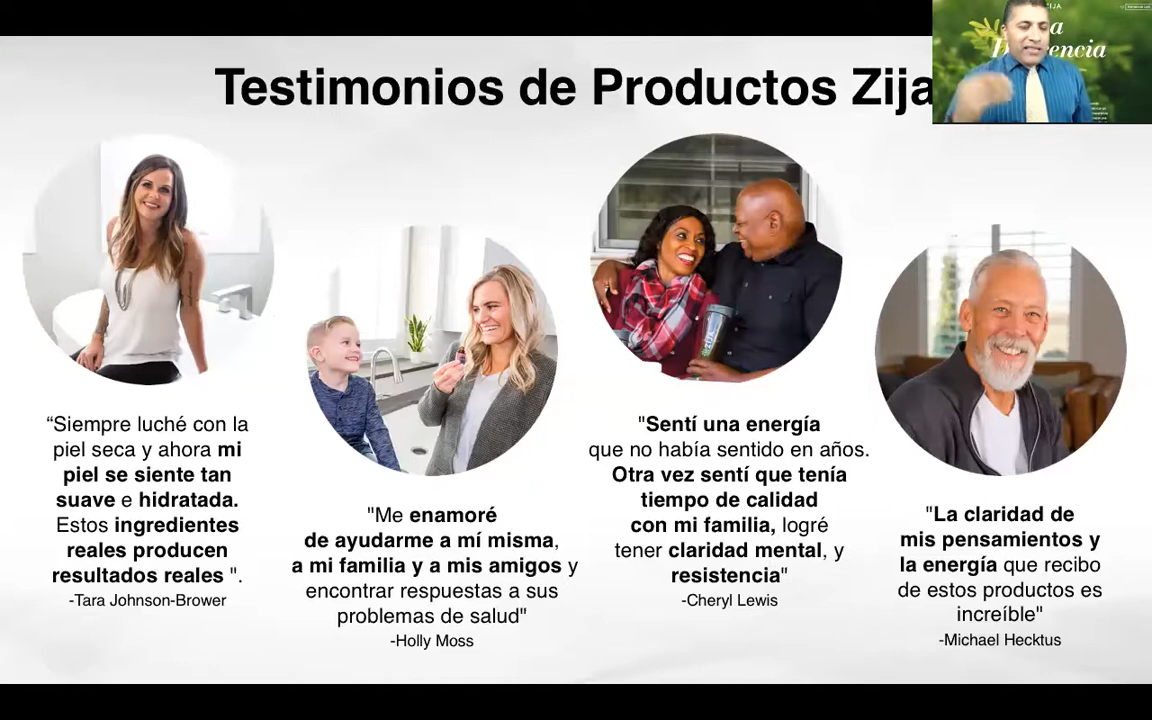 Testimonios de Productos Zija
“Siempre luché con la
piel seca y ahora mi
piel se siente tan
suave e hidratada.
Estos ingredientes
reales producen
resultados reales ".
-Tara Johnson-Brower
"Me enamoré
de ayudarme a mí misma,
a mi familia y a mis amigos y
encontrar respuestas a sus
problemas de salud"
-Holly Moss
"Sentí una energía
que no había sentido en años.
Otra vez sentí que tenía
tiempo de calidad
con mi familia, logré
tener claridad mental, y
resistencia"
-Cheryl Lewis
"La claridad de
mis pensamientos y
la energía que recibo
de estos productos es
increíble"
-Michael Hecktus